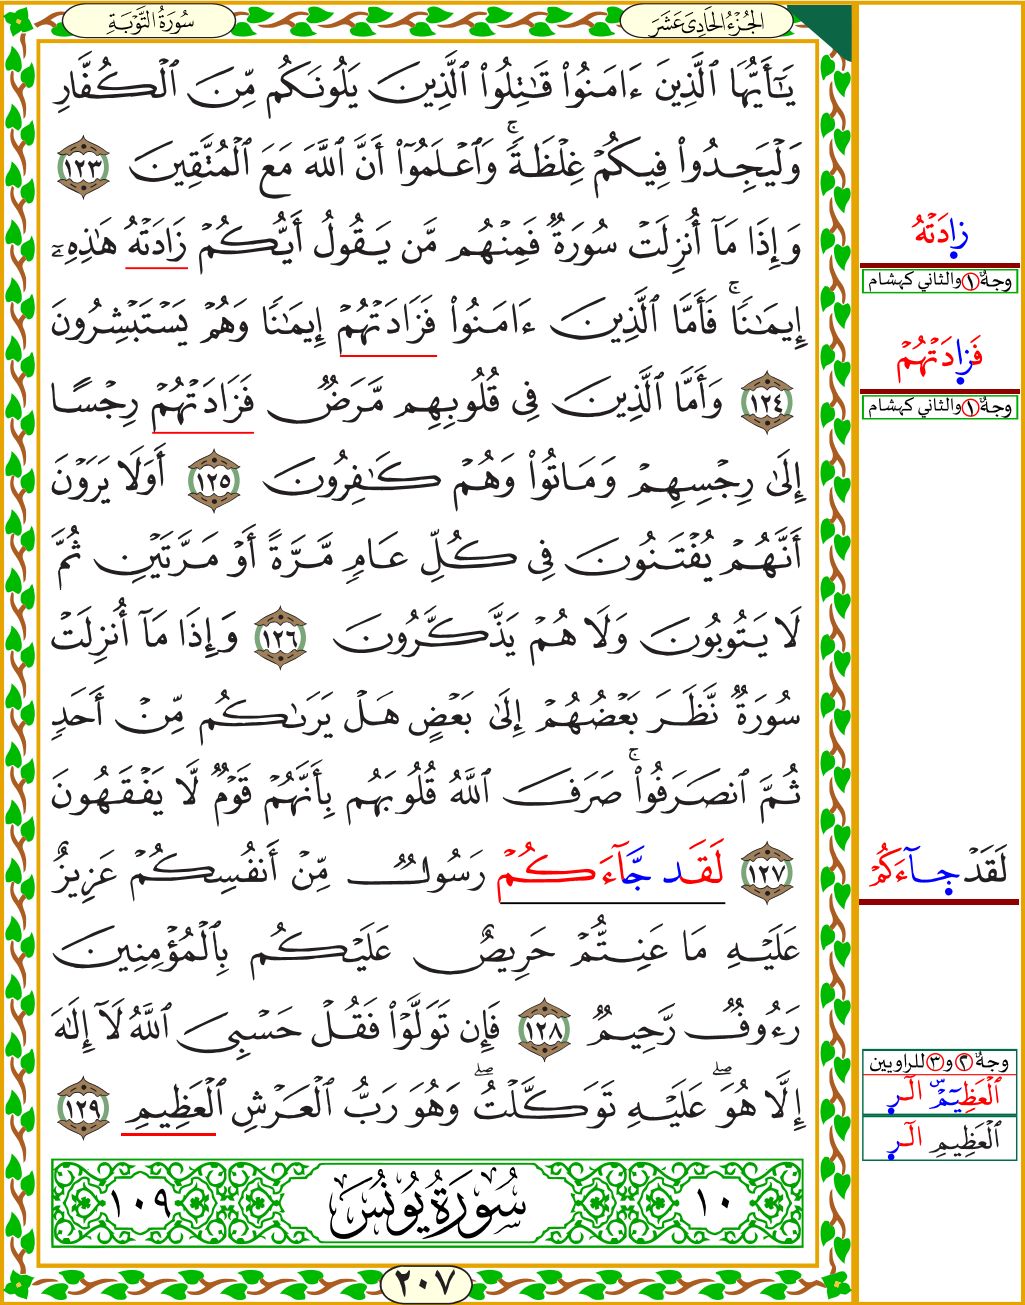 الجُزْءُ الحَادِىَ عَشَرَ
سُورَةُ التَّوْبَةِ
يَٰٓأَيُّهَا ٱلَّذِينَ ءَامَنُوا۟ قَٰتِلُوا۟ ٱلَّذِينَ يَلُونَكُم مِّنَ ٱلْكُفَّارِ
وَلْيَجِدُوا۟ فِيكُمْ غِلْظَةً ۚ وَٱعْلَمُوٓا۟ أَنَّ ٱللَّهَ مَعَ ٱلْمُتَّقِينَ ١٢٣
وَإِذَا مَآ أُنزِلَتْ سُورَةٌ فَمِنْهُم مَّن يَقُولُ أَيُّكُمْ زَادَتْهُ هَٰذِهِۦٓ
إِيمَٰنًا ۚ فَأَمَّا ٱلَّذِينَ ءَامَنُوا۟ فَزَادَتْهُمْ إِيمَٰنًا وَهُمْ يَسْتَبْشِرُونَ
١٢٤ وَأَمَّا ٱلَّذِينَ فِى قُلُوبِهِم مَّرَضٌ فَزَادَتْهُمْ رِجْسًا
إِلَىٰ رِجْسِهِمْ وَمَاتُوا۟ وَهُمْ كَٰفِرُونَ ١٢٥ أَوَلَا يَرَوْنَ
أَنَّهُمْ يُفْتَنُونَ فِى كُلِّ عَامٍ مَّرَّةً أَوْ مَرَّتَيْنِ ثُمَّ
لَا يَتُوبُونَ وَلَا هُمْ يَذَّكَّرُونَ ١٢٦ وَإِذَا مَآ أُنزِلَتْ
سُورَةٌ نَّظَرَ بَعْضُهُمْ إِلَىٰ بَعْضٍ هَلْ يَرَىٰكُم مِّنْ أَحَدٍ
ثُمَّ ٱنصَرَفُوا۟ ۚ صَرَفَ ٱللَّهُ قُلُوبَهُم بِأَنَّهُمْ قَوْمٌ لَّا يَفْقَهُونَ
١٢٧ لَقَد جَّآءَكُمْ رَسُولٌ مِّنْ أَنفُسِكُمْ عَزِيزٌ
عَلَيْهِ مَا عَنِتُّمْ حَرِيصٌ عَلَيْكُم بِٱلْمُؤْمِنِينَ
رَءُوفٌ رَّحِيمٌ ١٢٨ فَإِن تَوَلَّوْا۟ فَقُلْ حَسْبِىَ ٱللَّهُ لَآ إِلَٰهَ
إِلَّا هُوَ ۖ عَلَيْهِ تَوَكَّلْتُ ۖ وَهُوَ رَبُّ ٱلْعَرْشِ ٱلْعَظِيمِ ١٢٩
١٠ سُورَةُ يُونُسَ ١٠٩
٢٠٧
زَادَتْهُ
وجهٌ ١ والثاني كهشام
فَزَادَتْهُمْ
وجهٌ ١ والثاني كهشام
لَقَدْ جَآءَكُمْ
وجهٌ ٢ و٣ للراويين
ٱلْعَظِيمِ الٓر
ٱلْعَظِيمِ الٓر